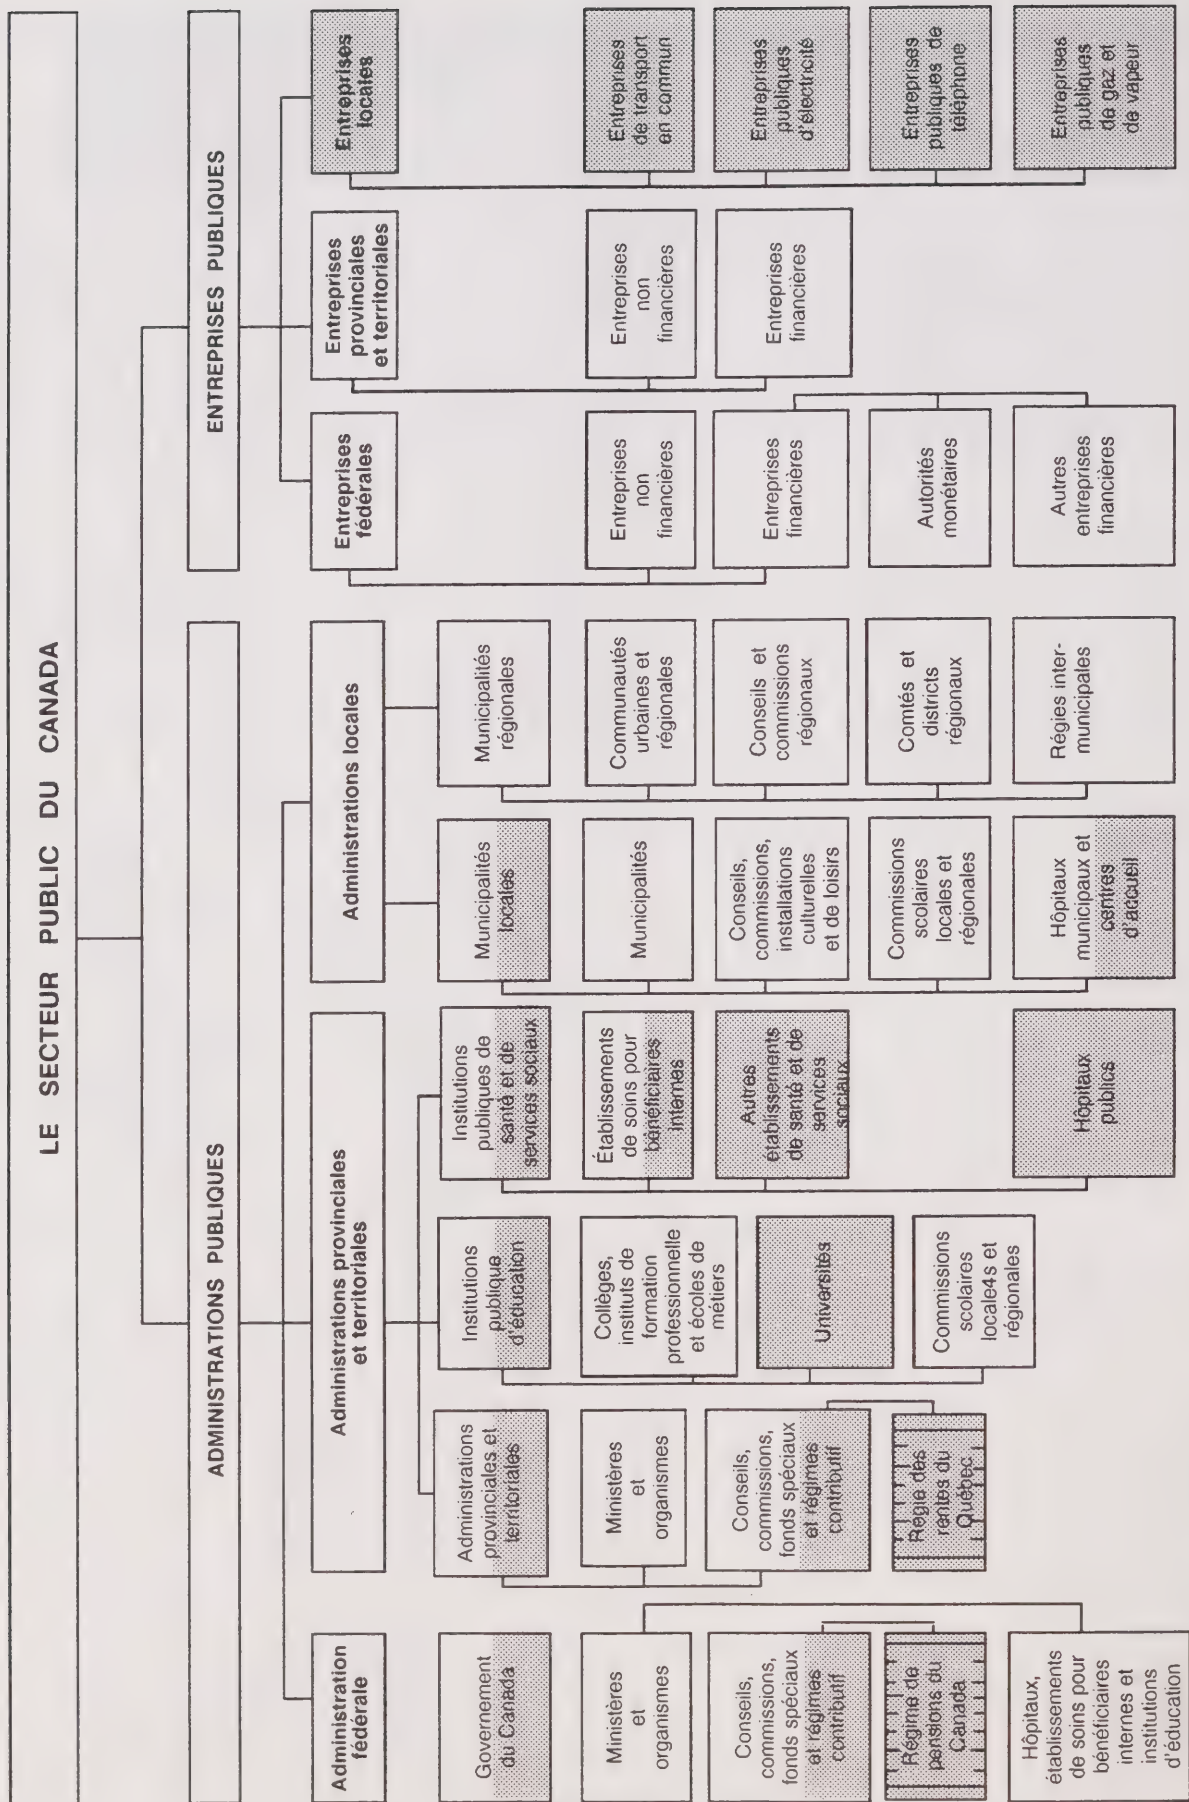 LE SECTEUR PUBLIC DU CANADA
ADMINISTRATIONS PUBLIQUES
ENTREPRISES PUBLIQUES
Administration
fédérale
Administrations provinciales
et territoriales
Administrations locales
Entreprises
fédérales
Entreprises
provinciales
et territoriales
Entreprises
locales
Governement
du Canada
Ministères
et
organismes
Conseils,
commissions,
fonds spéciaux
et régimes
contributif
Régime de
pensions du
Canada
Hôpitaux,
établissements
de soins pour
bénéficiaires
internes et
institutions
d'éducation
Administrations
provinciales et
territoriales
Ministères
et
organismes
Conseils,
commissions,
fonds spéciaux
et régimes
contributif
Régie des
rentes du
Québec
Institutions
publique
d'éducation
Collèges,
instituts de
formation
professionnelle
et écoles de
métiers
Universités
Commissions
scolaires
locale4s et
régionales
Institutions
publiques de
santé et de
services sociaux
Établissements
de soins pour
bénéficiaires
internes
Autres
établissements
de santé et de
services
sociaux
Hôpitaux
publics
Municipalités
locales
Municipalités
Conseils,
commissions,
installations
culturelles
et de loisirs
Commissions
scolaires
locales et
régionales
Hôpitaux
municipaux et
centres
d'accueil
Municipalités
régionales
Communautés
urbaines et
régionales
Conseils et
commissions
régionaux
Comtés et
districts
régionaux
Régies inter-
municipales
Entreprises
non
financières
Entreprises
financières
Autorités
monétaires
Autres
entreprises
financières
Entreprises
non
financières
Entreprises
financières
Entreprises
de transport
en commun
Entreprises
publiques
d'électricité
Entreprises
publiques de
téléphone
Entreprises
publiques
de gaz et
de vapeur